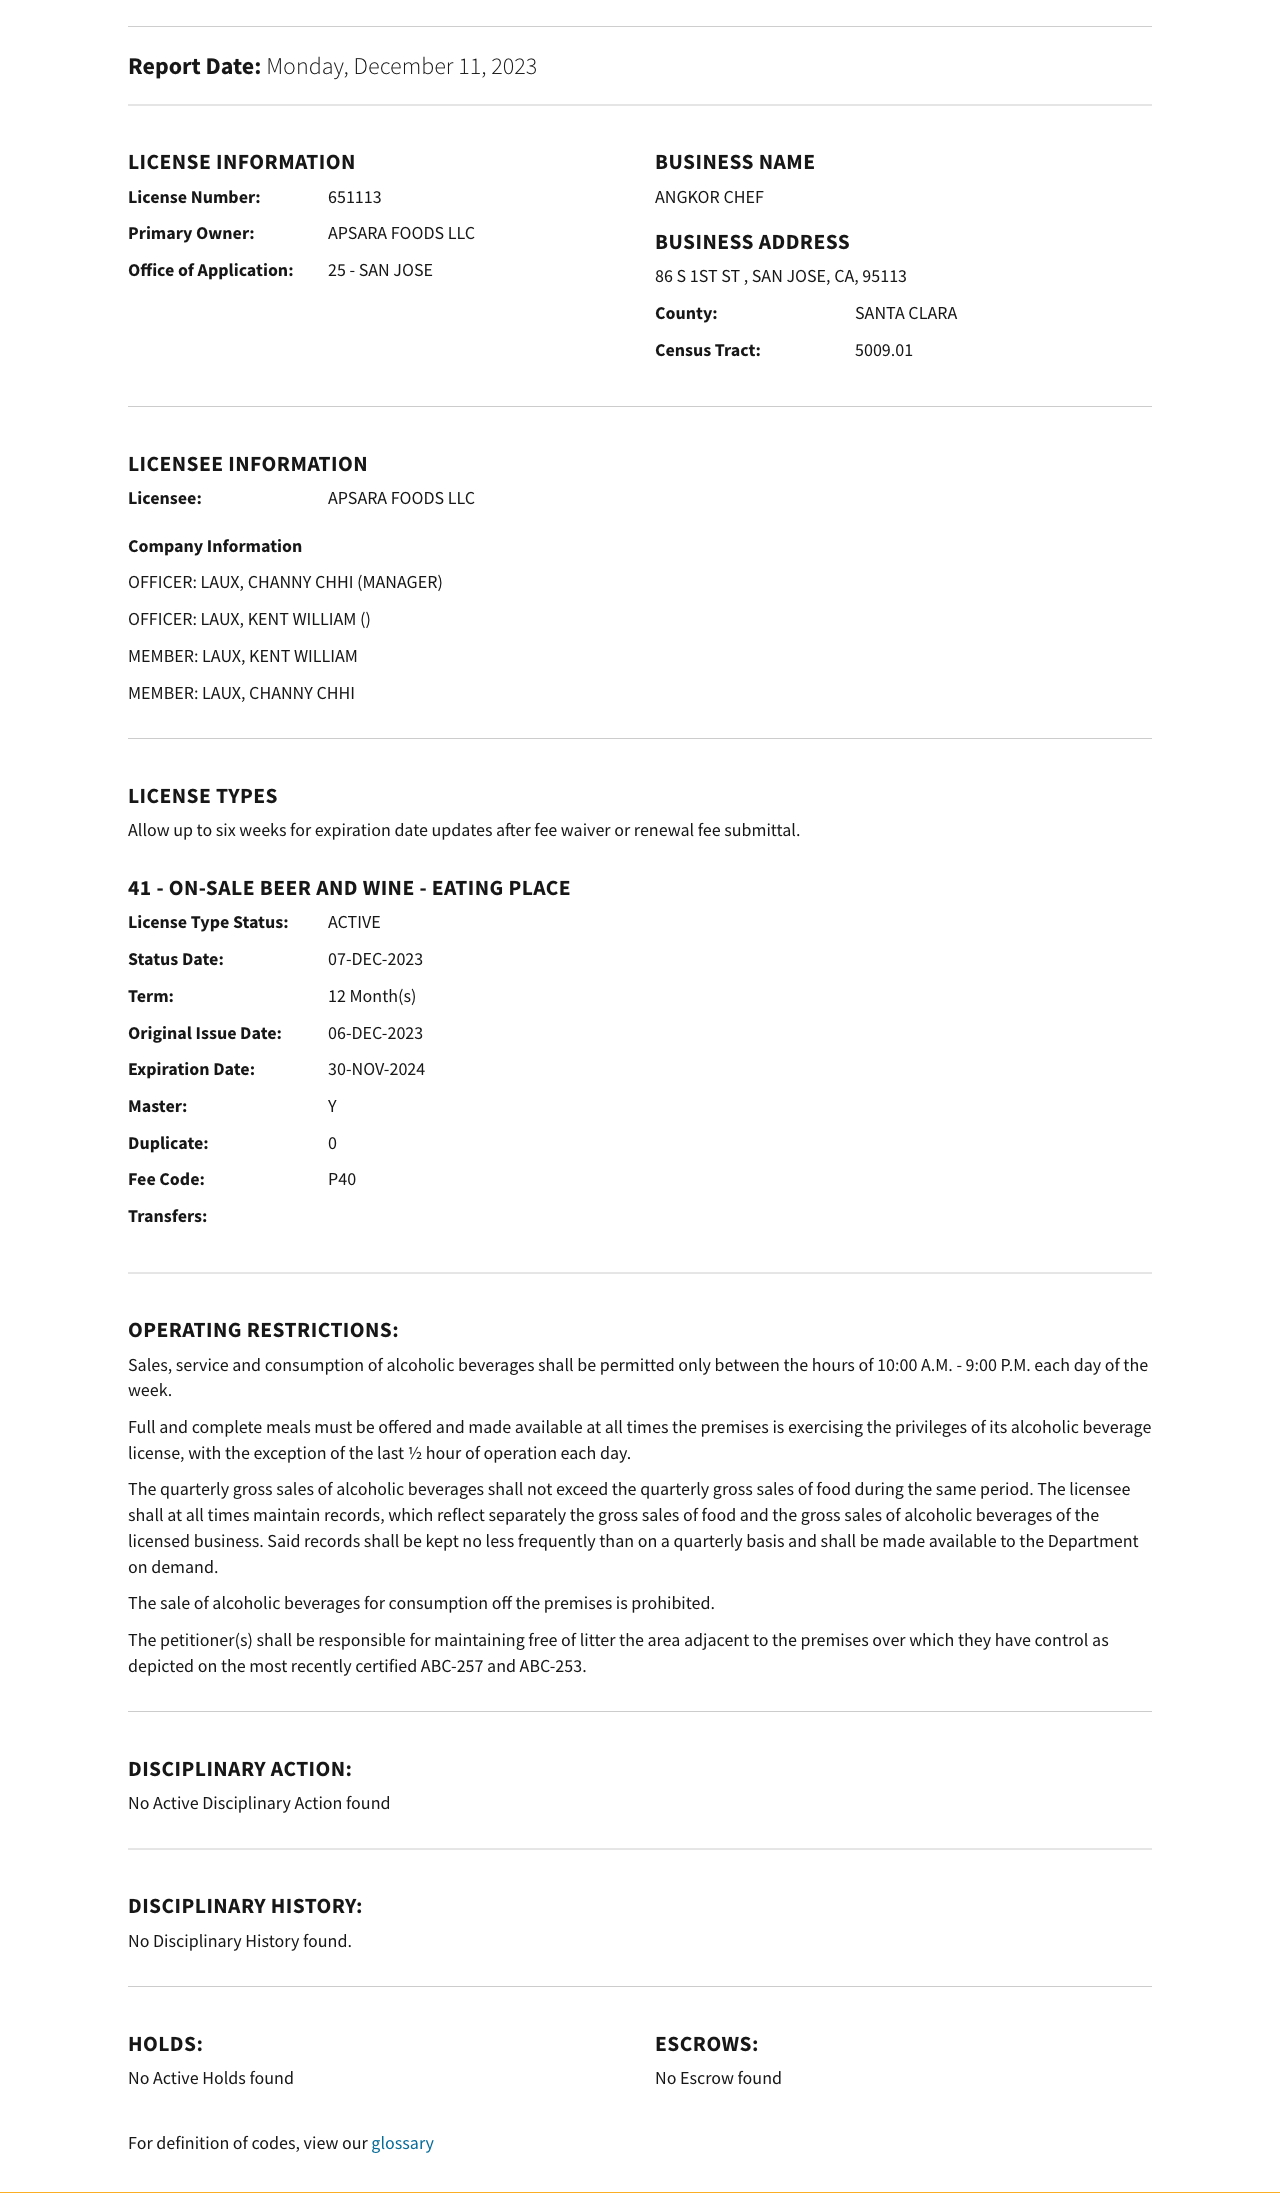 Report Date: Monday, December 11, 2023
LICENSE INFORMATION
License Number: 651113
Primary Owner: APSARA FOODS LLC
Office of Application: 25 - SAN JOSE
BUSINESS NAME
ANGKOR CHEF
BUSINESS ADDRESS
86 S 1ST ST , SAN JOSE, CA, 95113
County: SANTA CLARA
Census Tract: 5009.01
LICENSEE INFORMATION
Licensee: APSARA FOODS LLC
Company Information
OFFICER: LAUX, CHANNY CHHI (MANAGER)
OFFICER: LAUX, KENT WILLIAM ()
MEMBER: LAUX, KENT WILLIAM
MEMBER: LAUX, CHANNY CHHI
LICENSE TYPES
Allow up to six weeks for expiration date updates after fee waiver or renewal fee submittal.
41 - ON-SALE BEER AND WINE - EATING PLACE
License Type Status: ACTIVE
Status Date: 07-DEC-2023
Term: 12 Month(s)
Original Issue Date: 06-DEC-2023
Expiration Date: 30-NOV-2024
Master: Y
Duplicate: 0
Fee Code: P40
Transfers:
OPERATING RESTRICTIONS:
Sales, service and consumption of alcoholic beverages shall be permitted only between the hours of 10:00 A.M. - 9:00 P.M. each day of the
week.
Full and complete meals must be offered and made available at all times the premises is exercising the privileges of its alcoholic beverage
license, with the exception of the last ½ hour of operation each day.
The quarterly gross sales of alcoholic beverages shall not exceed the quarterly gross sales of food during the same period. The licensee
shall at all times maintain records, which reflect separately the gross sales of food and the gross sales of alcoholic beverages of the
licensed business. Said records shall be kept no less frequently than on a quarterly basis and shall be made available to the Department
on demand.
The sale of alcoholic beverages for consumption off the premises is prohibited.
The petitioner(s) shall be responsible for maintaining free of litter the area adjacent to the premises over which they have control as
depicted on the most recently certified ABC-257 and ABC-253.
DISCIPLINARY ACTION:
No Active Disciplinary Action found
DISCIPLINARY HISTORY:
No Disciplinary History found.
HOLDS:
No Active Holds found
ESCROWS:
No Escrow found
For definition of codes, view our glossary